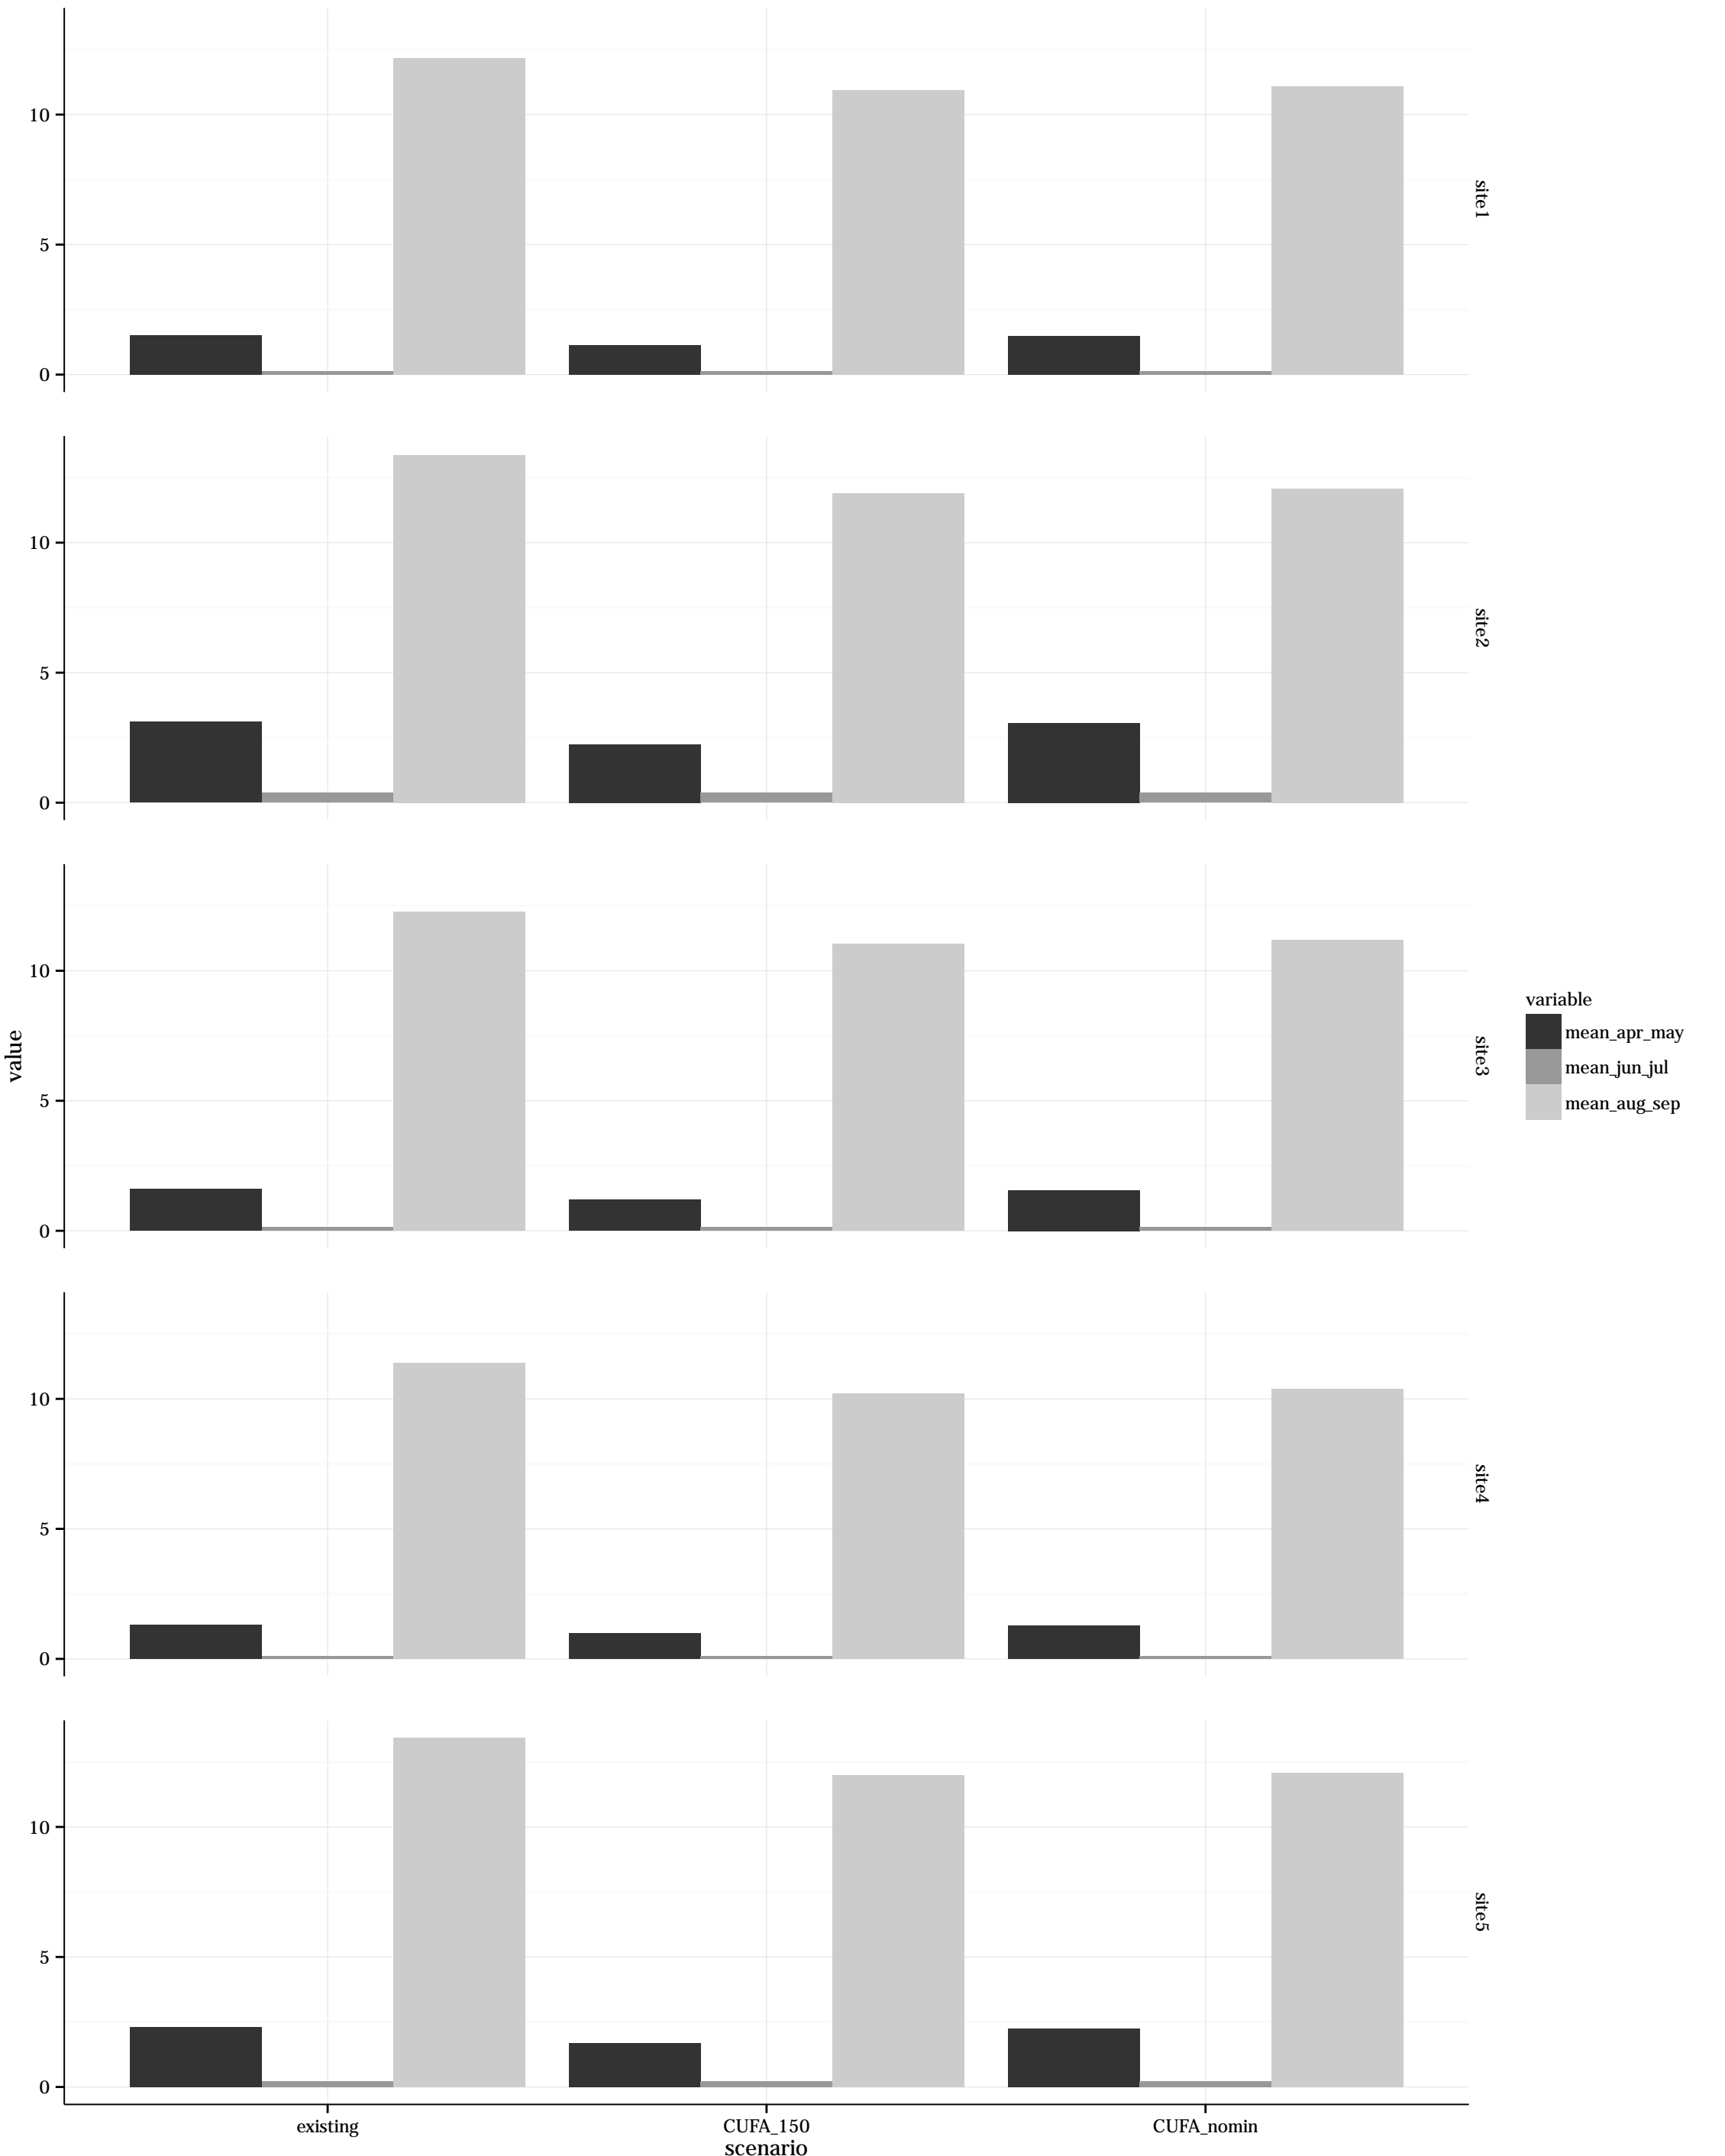 value
10
5
0
site1
10
5
0
site2
10
5
0
site3
10
5
0
site4
10
5
0
site5
existing
CUFA_150
CUFA_nomin
scenario
variable
mean_apr_may
mean_jun_jul
mean_aug_sep